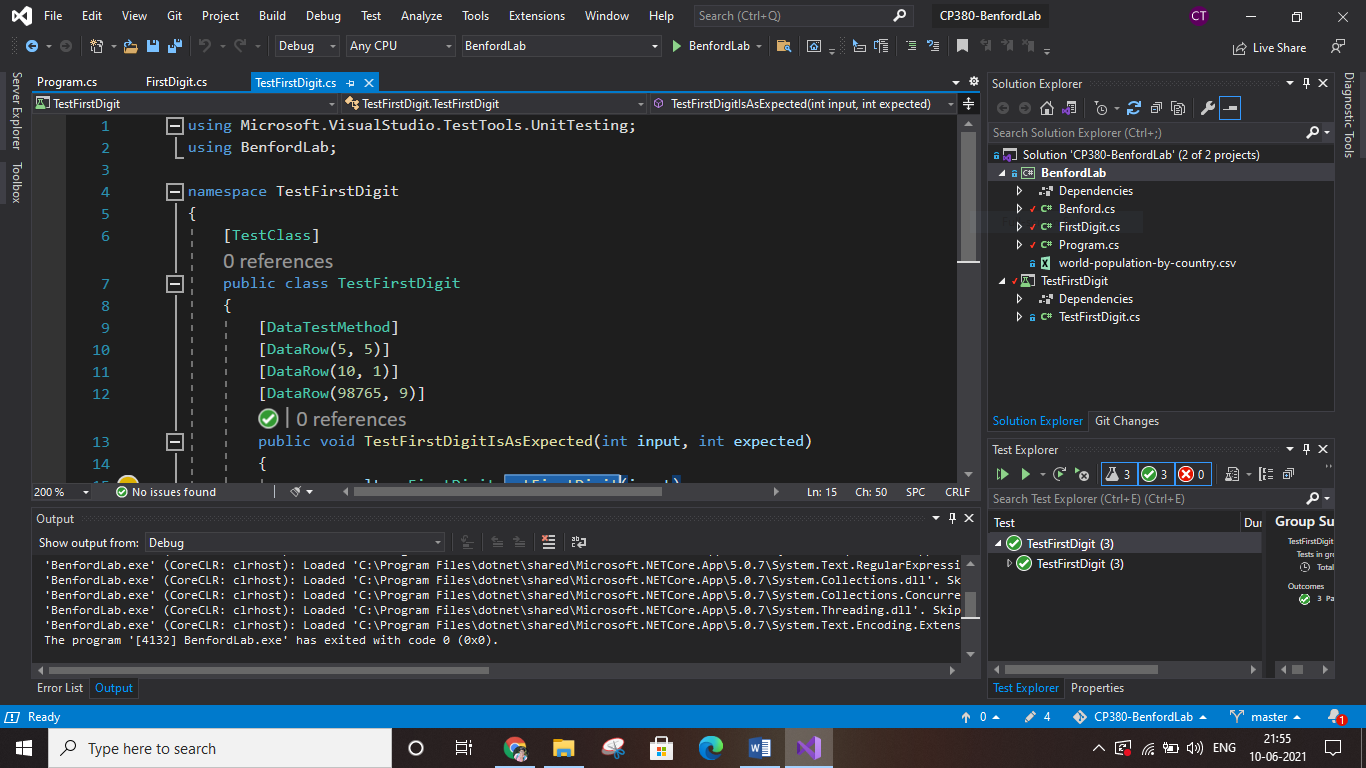 File Edit View Git Project Build Debug Test Analyze Tools Extensions Window Help Search (Ctrl+Q) CP380-BenfordLab CT
Debug Any CPU BenfordLab BenfordLab Live Share
Server Explorer
Toolbox
Program.cs FirstDigit.cs TestFirstDigit.cs
TestFirstDigit TestFirstDigit.TestFirstDigit TestFirstDigitIsAsExpected(int input, int expected)
1 using Microsoft.VisualStudio.TestTools.UnitTesting;
2 using BenfordLab;
3
4 namespace TestFirstDigit
5 {
6 [TestClass]
0 references
7 public class TestFirstDigit
8 {
9 [DataTestMethod]
10 [DataRow(5, 5)]
11 [DataRow(10, 1)]
12 [DataRow(98765, 9)]
0 references
13 public void TestFirstDigitIsAsExpected(int input, int expected)
14 {
200 % No issues found Ln: 15 Ch: 50 SPC CRLF
Output
Show output from: Debug
'BenfordLab.exe' (CoreCLR: clrhost): Loaded 'C:\Program Files\dotnet\shared\Microsoft.NETCore.App\5.0.7\System.Text.RegularExpressi
'BenfordLab.exe' (CoreCLR: clrhost): Loaded 'C:\Program Files\dotnet\shared\Microsoft.NETCore.App\5.0.7\System.Collections.dll'. Sk
'BenfordLab.exe' (CoreCLR: clrhost): Loaded 'C:\Program Files\dotnet\shared\Microsoft.NETCore.App\5.0.7\System.Collections.Concurre
'BenfordLab.exe' (CoreCLR: clrhost): Loaded 'C:\Program Files\dotnet\shared\Microsoft.NETCore.App\5.0.7\System.Threading.dll'. Skip
'BenfordLab.exe' (CoreCLR: clrhost): Loaded 'C:\Program Files\dotnet\shared\Microsoft.NETCore.App\5.0.7\System.Text.Encoding.Extens
The program '[4132] BenfordLab.exe' has exited with code 0 (0x0).
Error List Output
Solution Explorer
Search Solution Explorer (Ctrl+;)
Solution 'CP380-BenfordLab' (2 of 2 projects)
BenfordLab
Dependencies
C# Benford.cs
C# FirstDigit.cs
C# Program.cs
world-population-by-country.csv
TestFirstDigit
Dependencies
C# TestFirstDigit.cs
Solution Explorer Git Changes
Test Explorer
3 3 0
Search Test Explorer (Ctrl+E) (Ctrl+E)
Test Dur
TestFirstDigit (3)
TestFirstDigit (3)
Group Su
TestFirstDigit
Tests in gr
Total
Outcomes
3 Pa
Test Explorer Properties
Diagnostic Tools
Ready 0 4 CP380-BenfordLab master 1
Type here to search ENG 21:55
10-06-2021